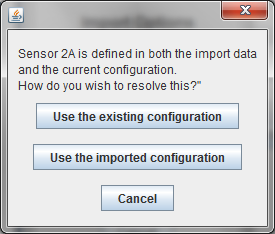 Sensor 2A is defined in both the import data
and the current configuration.
How do you wish to resolve this?"
Use the existing configuration
Use the imported configuration
Cancel